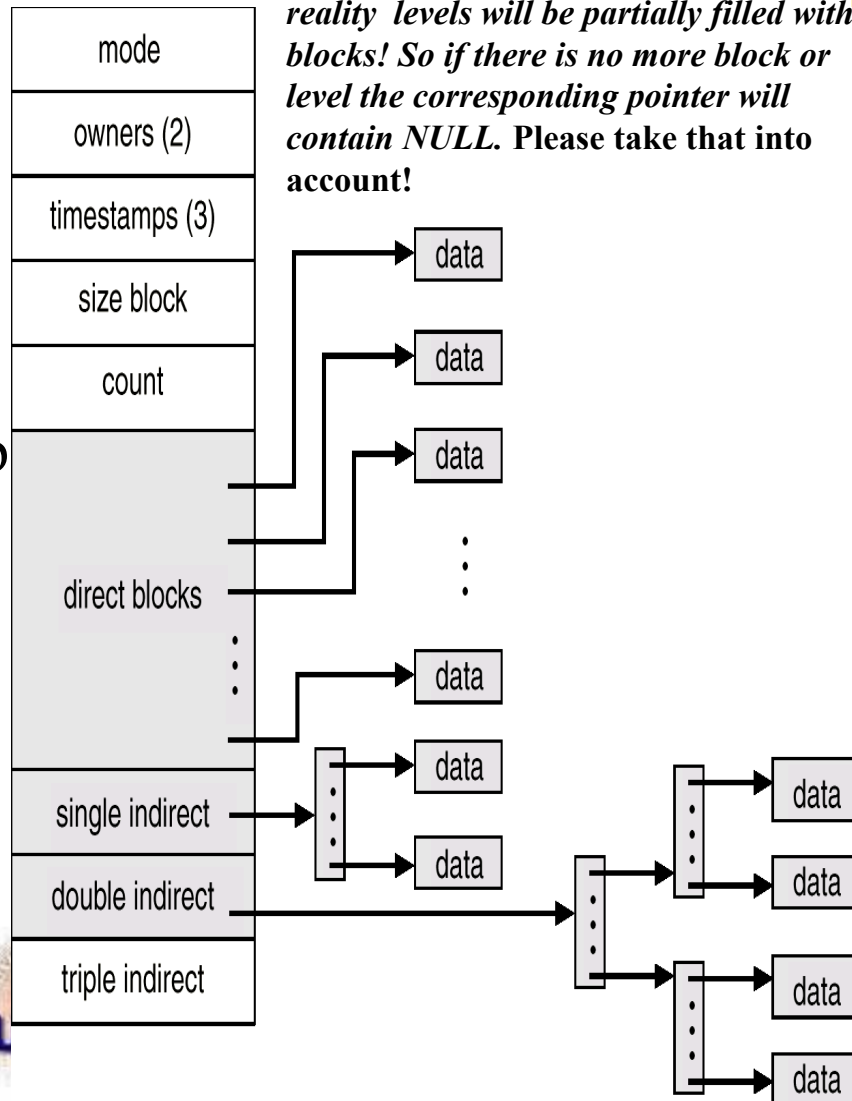 reality levels will be partially filled with
blocks! So if there is no more block or
level the corresponding pointer will
contain NULL. Please take that into
account!
mode
owners (2)
timestamps (3)
size block
count
direct blocks
single indirect
double indirect
triple indirect
data
data
data
data
data
data
data
data
data
data